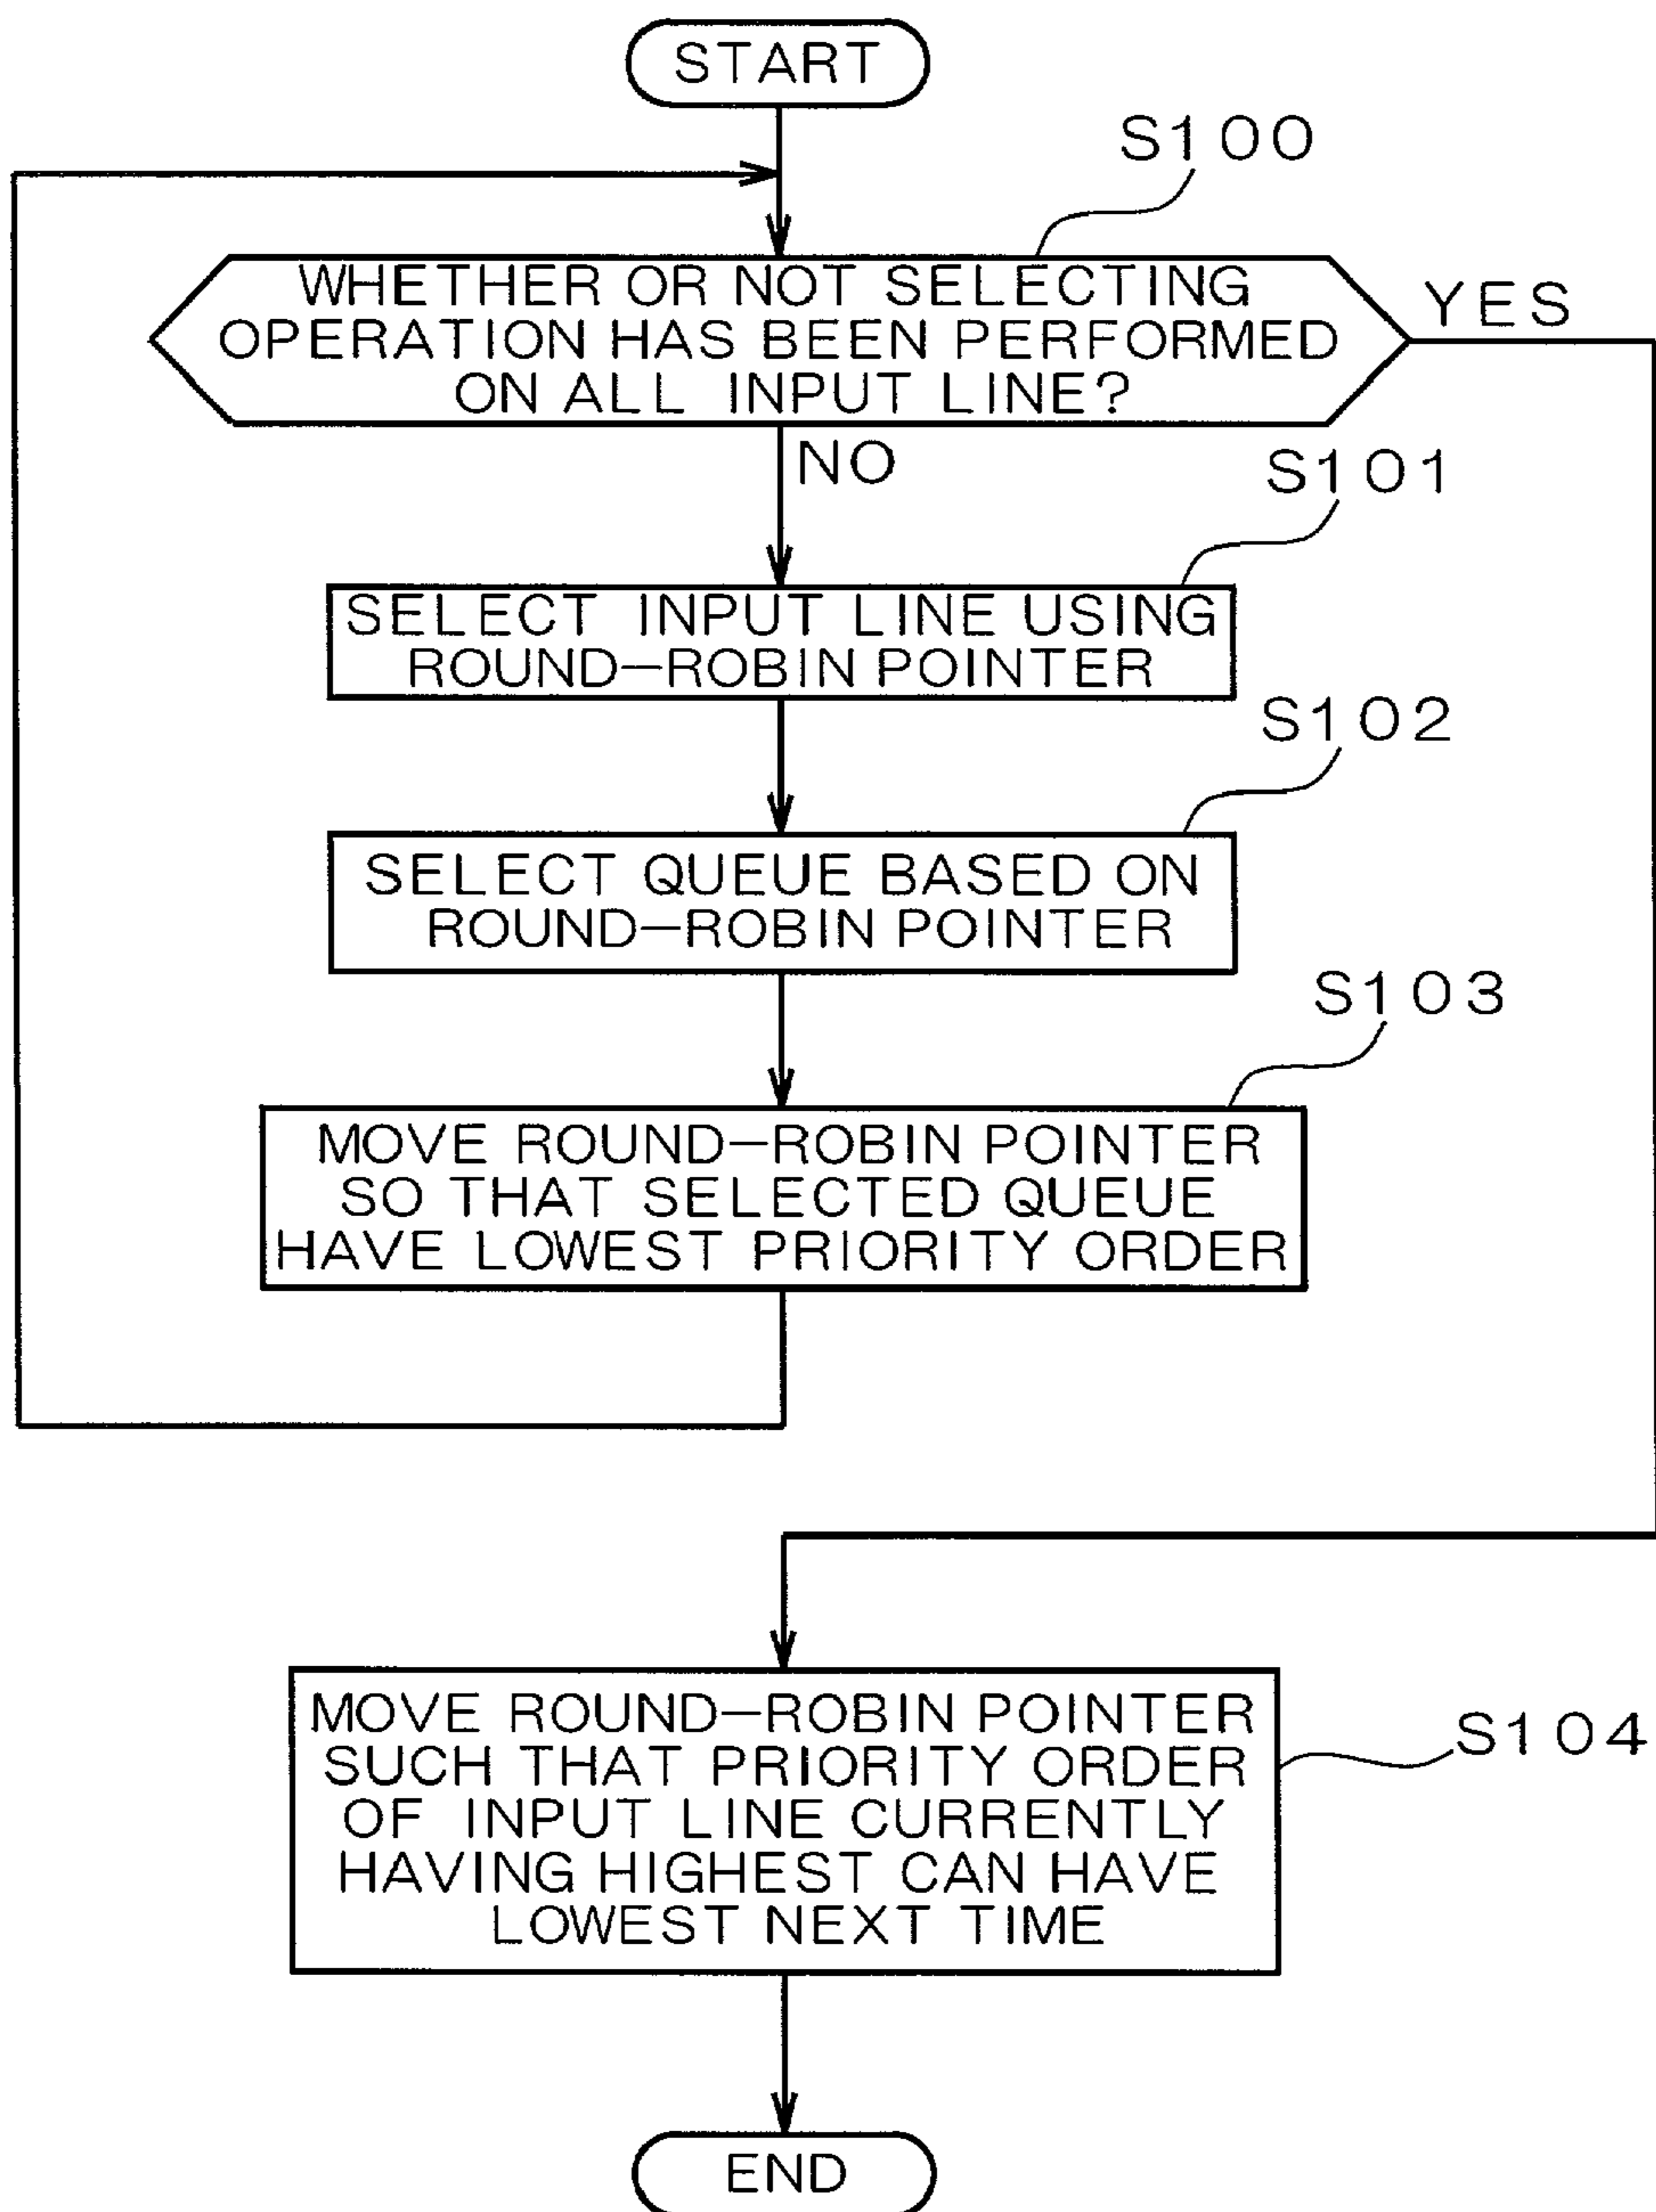 START
S100
WHETHER OR NOT SELECTING
OPERATION HAS BEEN PERFORMED
ON ALL INPUT LINE?
YES
NO
S101
SELECT INPUT LINE USING
ROUND-ROBIN POINTER
S102
SELECT QUEUE BASED ON
ROUND-ROBIN POINTER
S103
MOVE ROUND-ROBIN POINTER
SO THAT SELECTED QUEUE
HAVE LOWEST PRIORITY ORDER
MOVE ROUND-ROBIN POINTER
SUCH THAT PRIORITY ORDER
OF INPUT LINE CURRENTLY
HAVING HIGHEST CAN HAVE
LOWEST NEXT TIME
S104
END